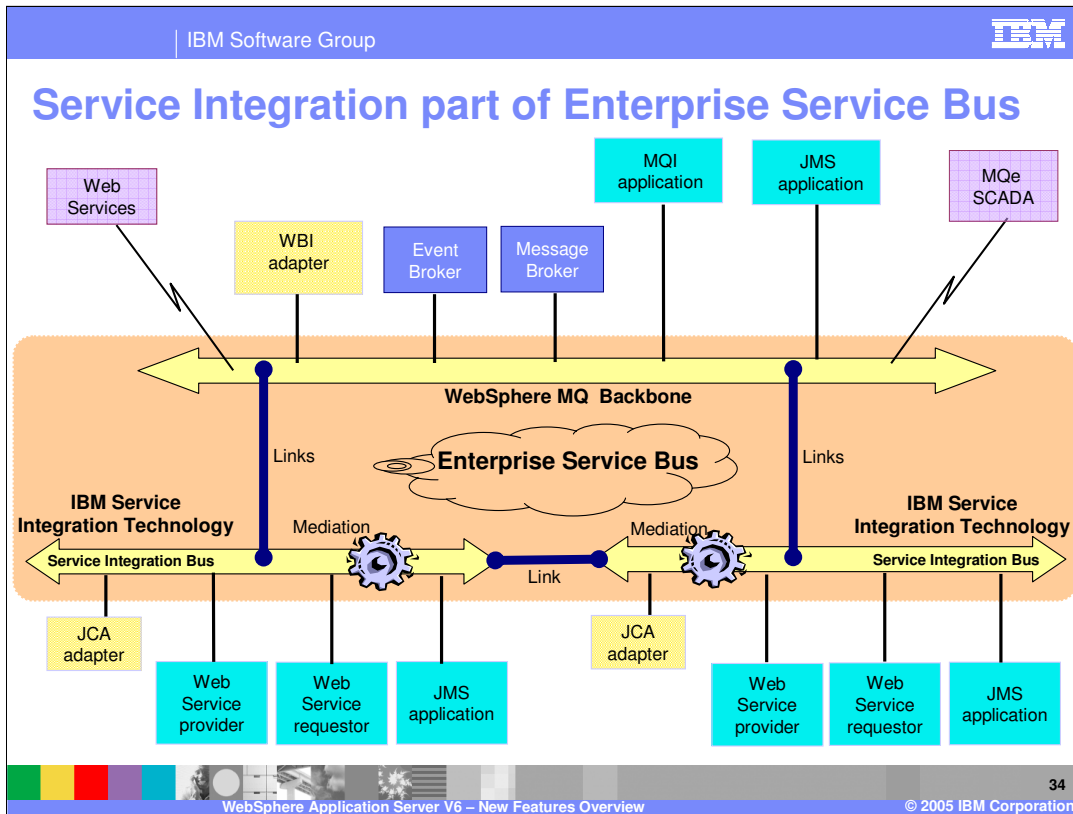 IBM Software Group
IBM
Service Integration part of Enterprise Service Bus
Web
Services
WBI
adapter
Event
Broker
Message
Broker
MQI
application
JMS
application
MQe
SCADA
WebSphere MQ Backbone
Links
Enterprise Service Bus
Links
IBM Service
Integration Technology
Mediation
Service Integration Bus
Link
Mediation
IBM Service
Integration Technology
Service Integration Bus
JCA
adapter
Web
Service
provider
Web
Service
requestor
JMS
application
JCA
adapter
Web
Service
provider
Web
Service
requestor
JMS
application
34
WebSphere Application Server V6 – New Features Overview
© 2005 IBM Corporation